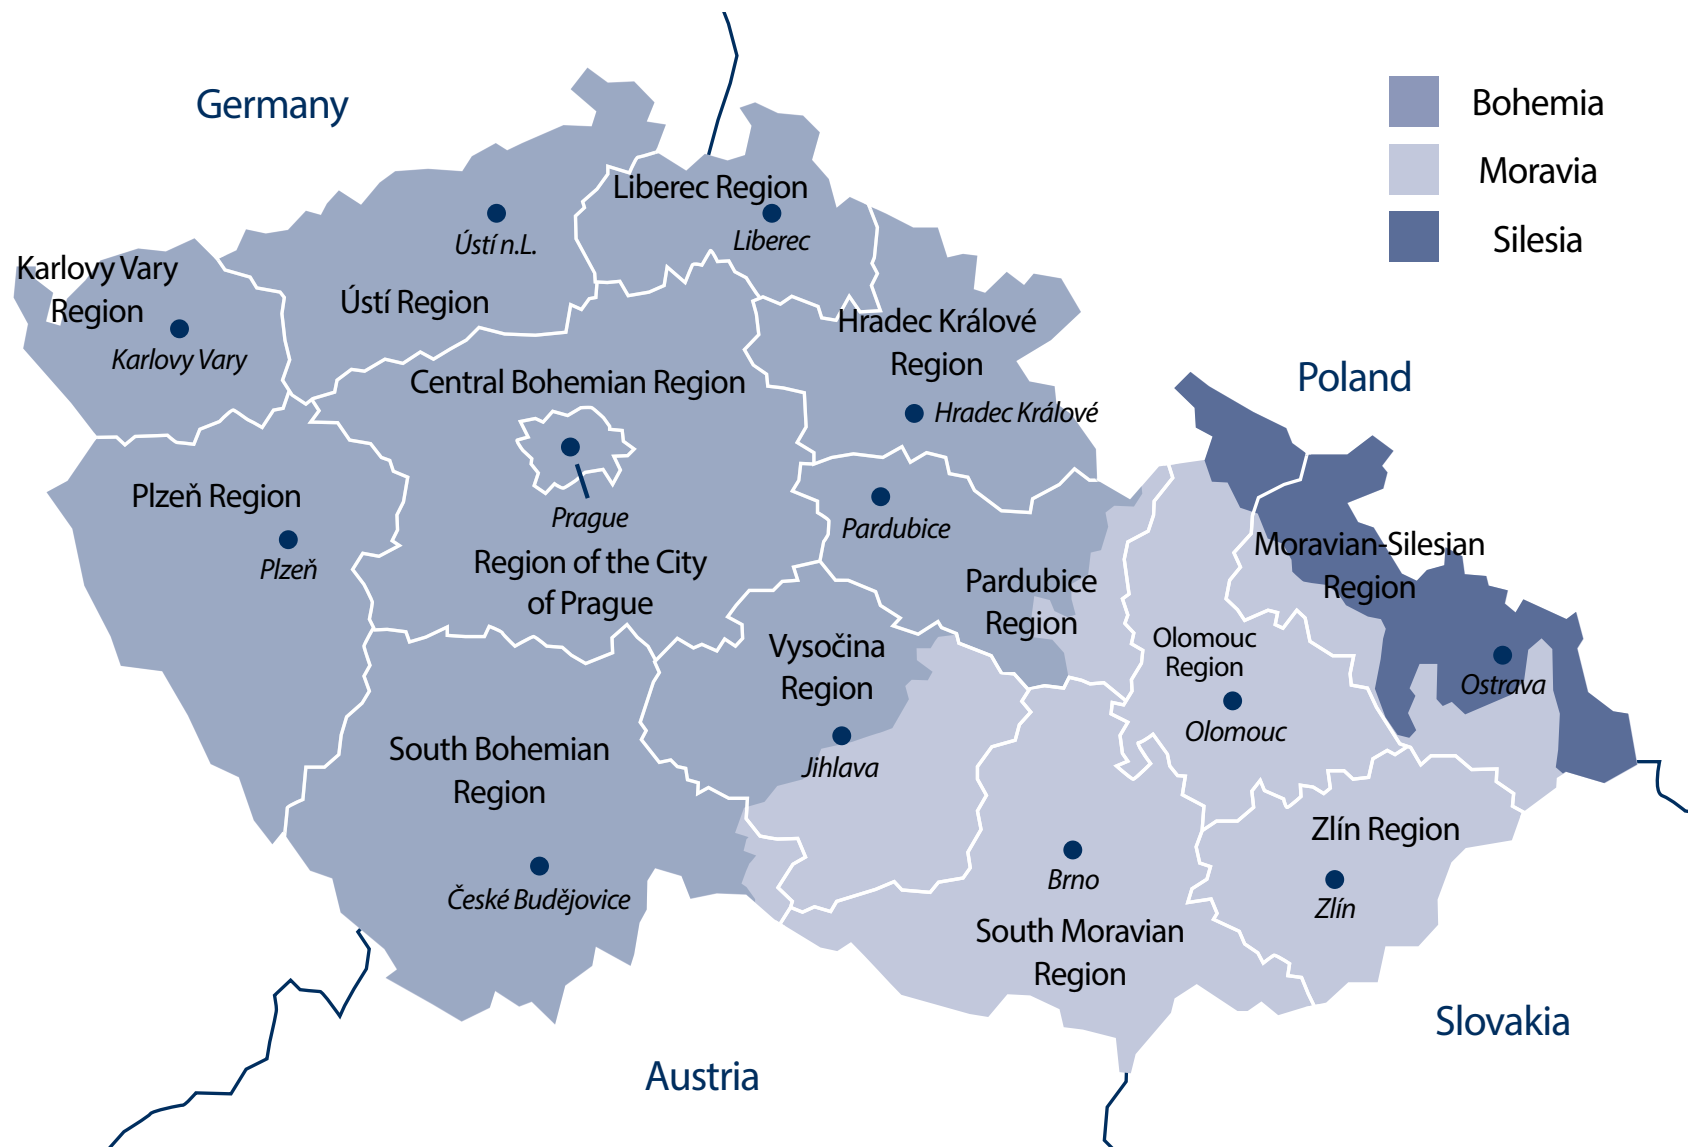 Germany
Bohemia
Moravia
Silesia
Liberec Region
Liberec
Ústí n.L.
Ústí Region
Karlovy Vary
Region
Karlovy Vary
Hradec Králové
Region
Hradec Králové
Poland
Central Bohemian Region
Prague
Region of the City
of Prague
Plzeň Region
Plzeň
Pardubice
Pardubice
Region
Moravian-Silesian
Region
Ostrava
Olomouc
Region
Olomouc
Vysočina
Region
Jihlava
South Bohemian
Region
České Budějovice
Brno
South Moravian
Region
Zlín Region
Zlín
Slovakia
Austria